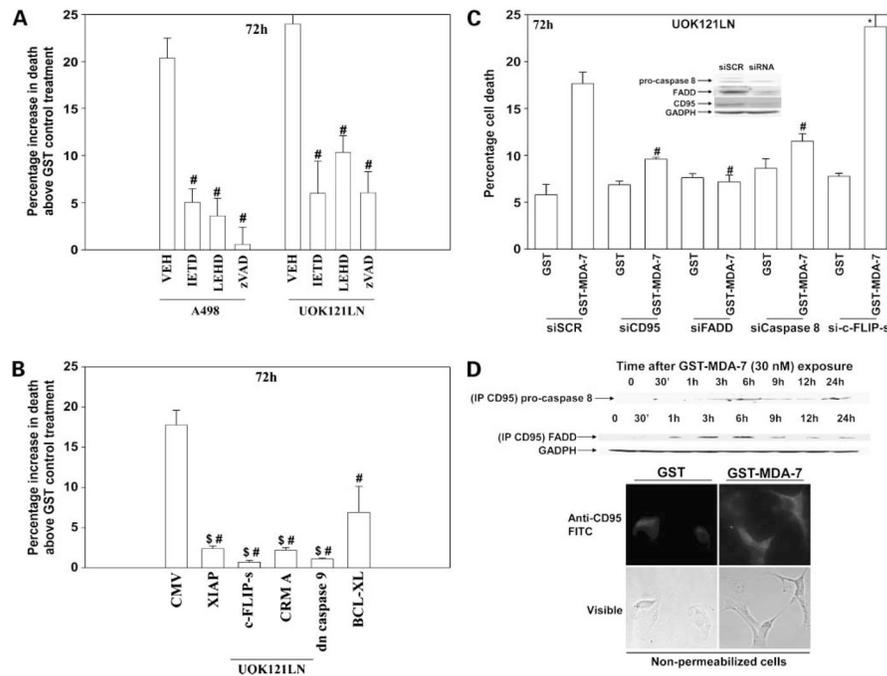 A
72h
Percentage increase in death
above GST control treatment
25
20
15
10
5
0
#
#
#
#
#
#
VEH
IETD
LEHD
zVAD
VEH
IETD
LEHD
zVAD
A498
UOK121LN
B
72h
Percentage increase in death
above GST control treatment
25
20
15
10
5
0
$ #
$ #
$ #
$ #
#
CMV
XIAP
c-FLIP-s
CRM A
dn caspase 9
BCL-XL
UOK121LN
C
72h
UOK121LN
Percentage cell death
25
20
15
10
5
0
siSCR siRNA
pro-caspase 8
FADD
CD95
GADPH
#
#
#
*
GST
GST-MDA-7
GST
GST-MDA-7
GST
GST-MDA-7
GST
GST-MDA-7
GST
GST-MDA-7
siSCR siCD95 siFADD siCaspase 8 si-c-FLIP-s
D
Time after GST-MDA-7 (30 nM) exposure
0 30' 1h 3h 6h 9h 12h 24h
(IP CD95) pro-caspase 8
0 30' 1h 3h 6h 9h 12h 24h
(IP CD95) FADD
GADPH
GST GST-MDA-7
Anti-CD95
FITC
Visible
Non-permeabilized cells